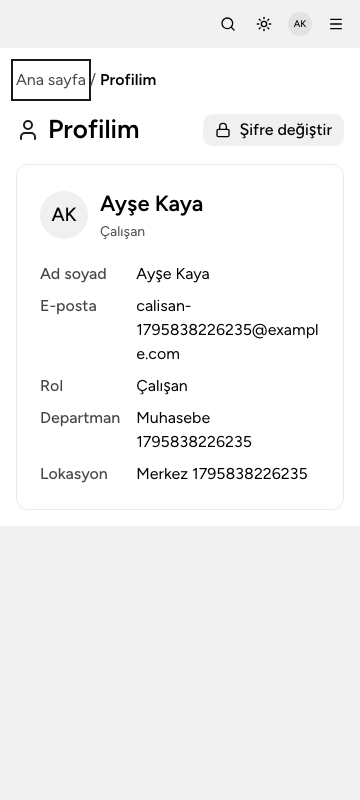 AK
Ana sayfa / Profilim
Profilim
Şifre değiştir
AK
Ayşe Kaya
Çalışan
Ad soyad Ayşe Kaya
E-posta calisan-
1795838226235@exampl
e.com
Rol Çalışan
Departman Muhasebe
1795838226235
Lokasyon Merkez 1795838226235